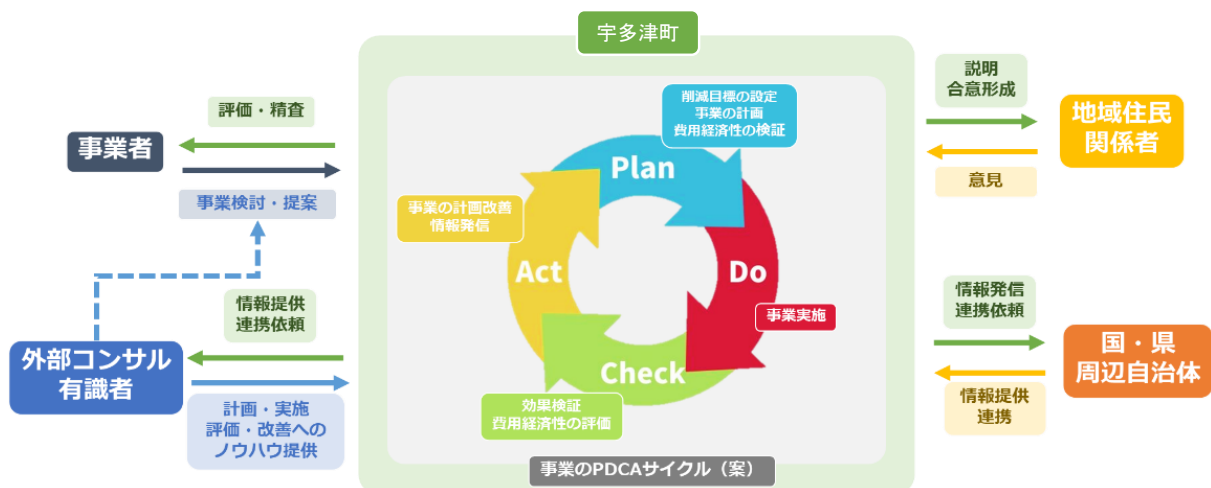 宇多津町
評価・精査
事業者
事業検討・提案
情報提供
連携依頼
外部コンサル
有識者
計画・実施
評価・改善への
ノウハウ提供
削減目標の設定
事業の計画
費用経済性の検証
Plan
事業の計画改善
情報発信
Act
Do
事業実施
Check
効果検証
費用経済性の評価
事業のPDCAサイクル（案）
説明
合意形成
地域住民
関係者
意見
情報発信
連携依頼
国・県
周辺自治体
情報提供
連携